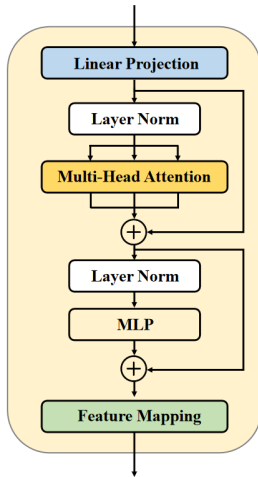 Linear Projection
Layer Norm
Multi-Head Attention
Layer Norm
MLP
Feature Mapping